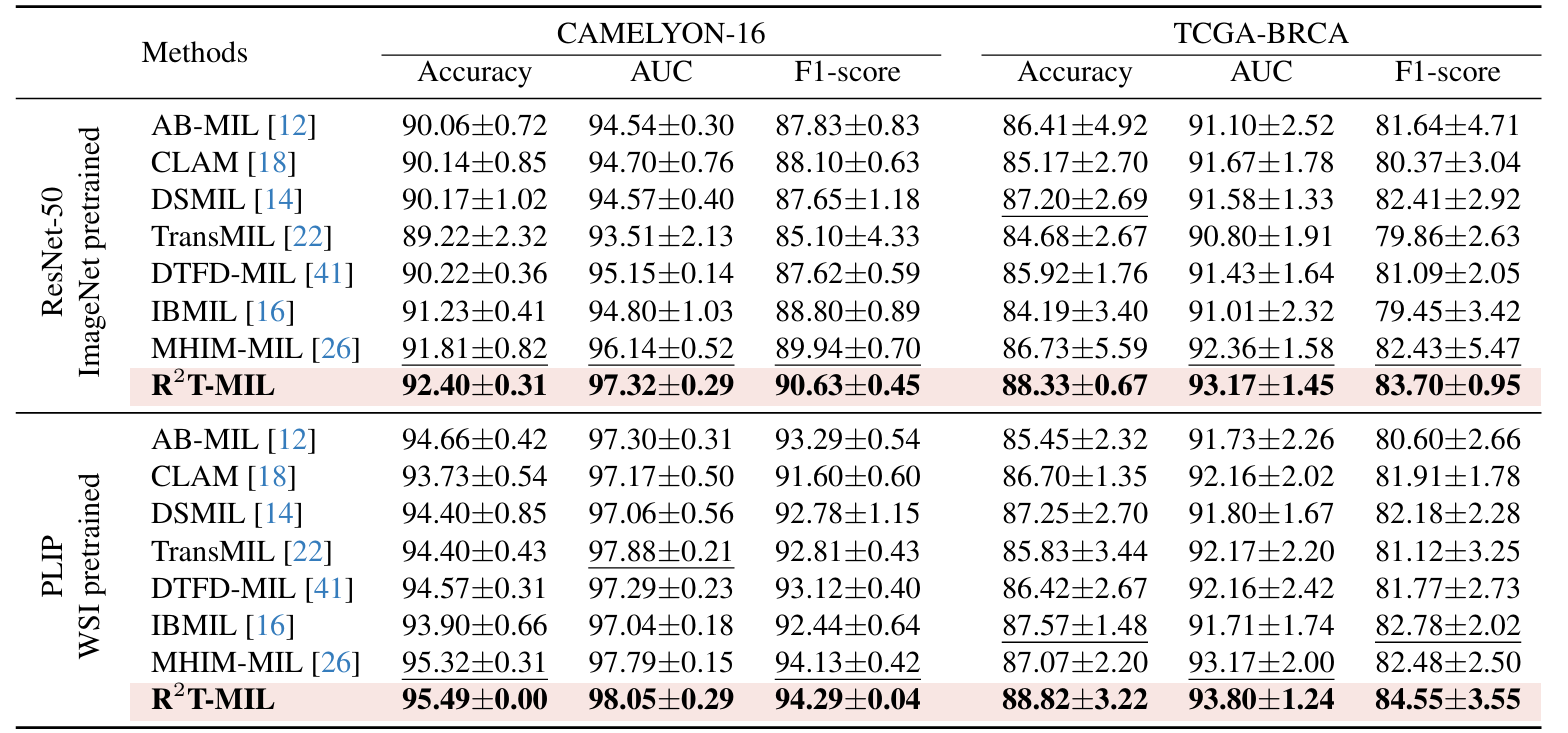 Methods CAMELYON-16 TCGA-BRCA
Accuracy AUC F1-score Accuracy AUC F1-score
ResNet-50
ImageNet pretrained
AB-MIL [12] 90.06±0.72 94.54±0.30 87.83±0.83 86.41±4.92 91.10±2.52 81.64±4.71
CLAM [18] 90.14±0.85 94.70±0.76 88.10±0.63 85.17±2.70 91.67±1.78 80.37±3.04
DSMIL [14] 90.17±1.02 94.57±0.40 87.65±1.18 87.20±2.69 91.58±1.33 82.41±2.92
TransMIL [22] 89.22±2.32 93.51±2.13 85.10±4.33 84.68±2.67 90.80±1.91 79.86±2.63
DTFD-MIL [41] 90.22±0.36 95.15±0.14 87.62±0.59 85.92±1.76 91.43±1.64 81.09±2.05
IBMIL [16] 91.23±0.41 94.80±1.03 88.80±0.89 84.19±3.40 91.01±2.32 79.45±3.42
MHIM-MIL [26] 91.81±0.82 96.14±0.52 89.94±0.70 86.73±5.59 92.36±1.58 82.43±5.47
R²T-MIL 92.40±0.31 97.32±0.29 90.63±0.45 88.33±0.67 93.17±1.45 83.70±0.95
PLIP
WSI pretrained
AB-MIL [12] 94.66±0.42 97.30±0.31 93.29±0.54 85.45±2.32 91.73±2.26 80.60±2.66
CLAM [18] 93.73±0.54 97.17±0.50 91.60±0.60 86.70±1.35 92.16±2.02 81.91±1.78
DSMIL [14] 94.40±0.85 97.06±0.56 92.78±1.15 87.25±2.70 91.80±1.67 82.18±2.28
TransMIL [22] 94.40±0.43 97.88±0.21 92.81±0.43 85.83±3.44 92.17±2.20 81.12±3.25
DTFD-MIL [41] 94.57±0.31 97.29±0.23 93.12±0.40 86.42±2.67 92.16±2.42 81.77±2.73
IBMIL [16] 93.90±0.66 97.04±0.18 92.44±0.64 87.57±1.48 91.71±1.74 82.78±2.02
MHIM-MIL [26] 95.32±0.31 97.79±0.15 94.13±0.42 87.07±2.20 93.17±2.00 82.48±2.50
R²T-MIL 95.49±0.00 98.05±0.29 94.29±0.04 88.82±3.22 93.80±1.24 84.55±3.55